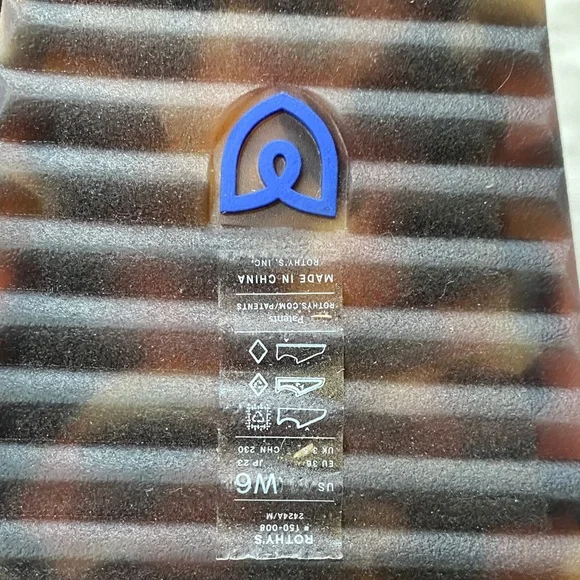 ROTHY'S
# 150-008
2424A/M
US W6
EU 36 JP 23
UK 3 CHN 230
Patents
ROTHYS.COM/PATENTS
MADE IN CHINA
ROTHY'S, INC.